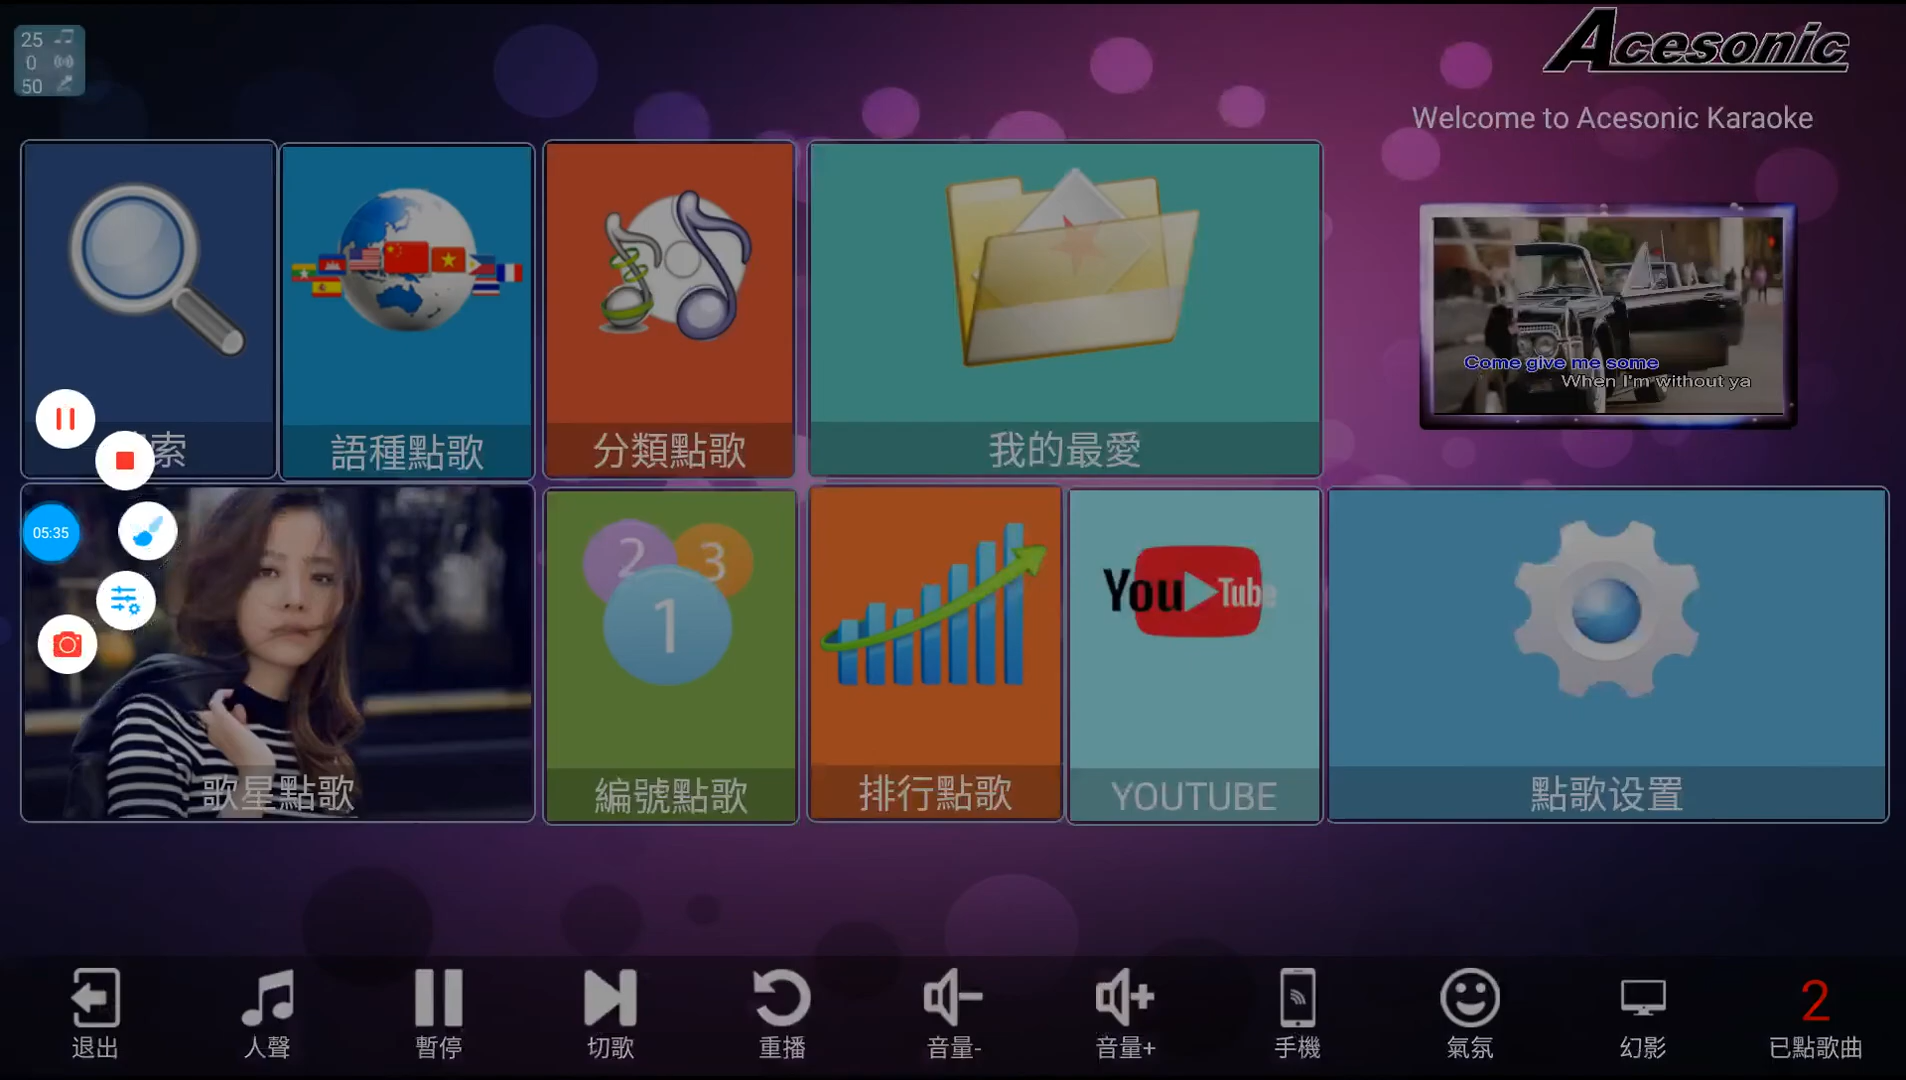 25
0
50
Acesonic
Welcome to Acesonic Karaoke
Come give me some
When I'm without ya
索
語種點歌
分類點歌
我的最愛
05:35
歌星點歌
2
3
1
編號點歌
排行點歌
YouTube
YOUTUBE
點歌设置
退出
人聲
暫停
切歌
重播
音量-
音量+
手機
氣氛
幻影
2
已點歌曲